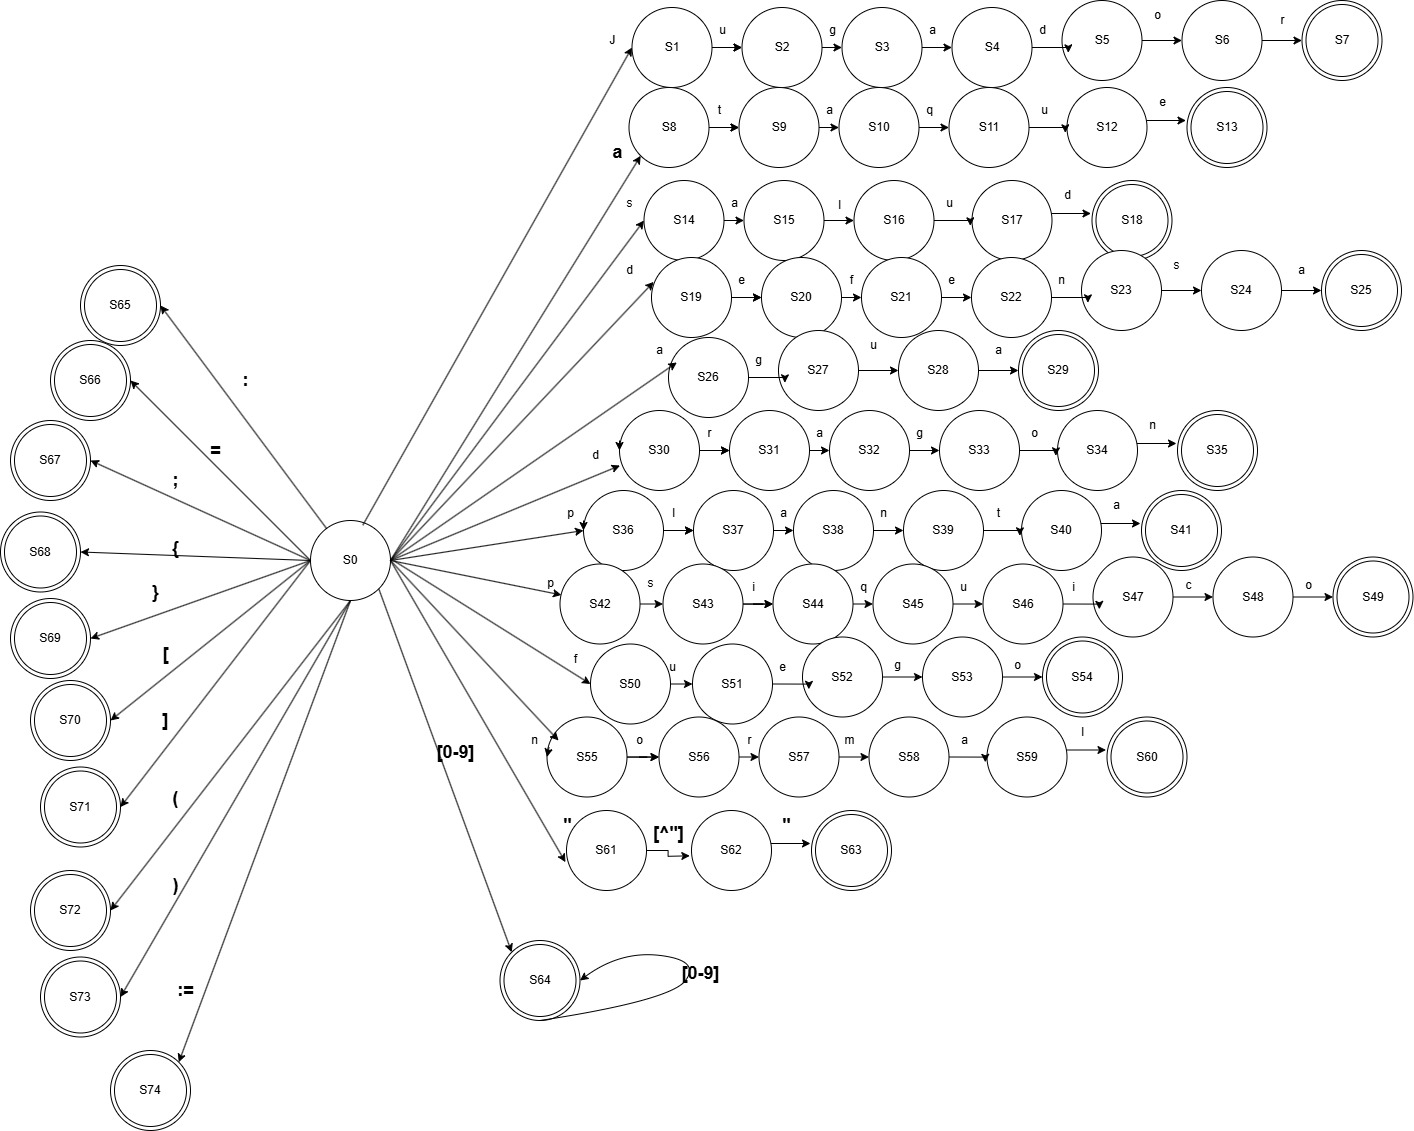 J S1 u S2 g S3 a S4 d S5 o S6 r S7
a S8 t S9 a S10 q S11 u S12 e S13
s S14 a S15 l S16 u S17 d S18
d S19 e S20 f S21 e S22 n S23 s S24 a S25
a S26 g S27 u S28 a S29
d S30 r S31 a S32 g S33 o S34 n S35
p S36 l S37 a S38 n S39 t S40 a S41
p S42 s S43 i S44 q S45 u S46 i S47 c S48 o S49
f S50 u S51 e S52 g S53 o S54
n S55 o S56 r S57 m S58 a S59 l S60
" S61 [^"] S62 " S63
[0-9] S64 [0-9]
S0
S65 :
S66 =
S67 ;
S68 {
S69 }
S70 [
S71 ]
S72 (
S73 )
S74 :=